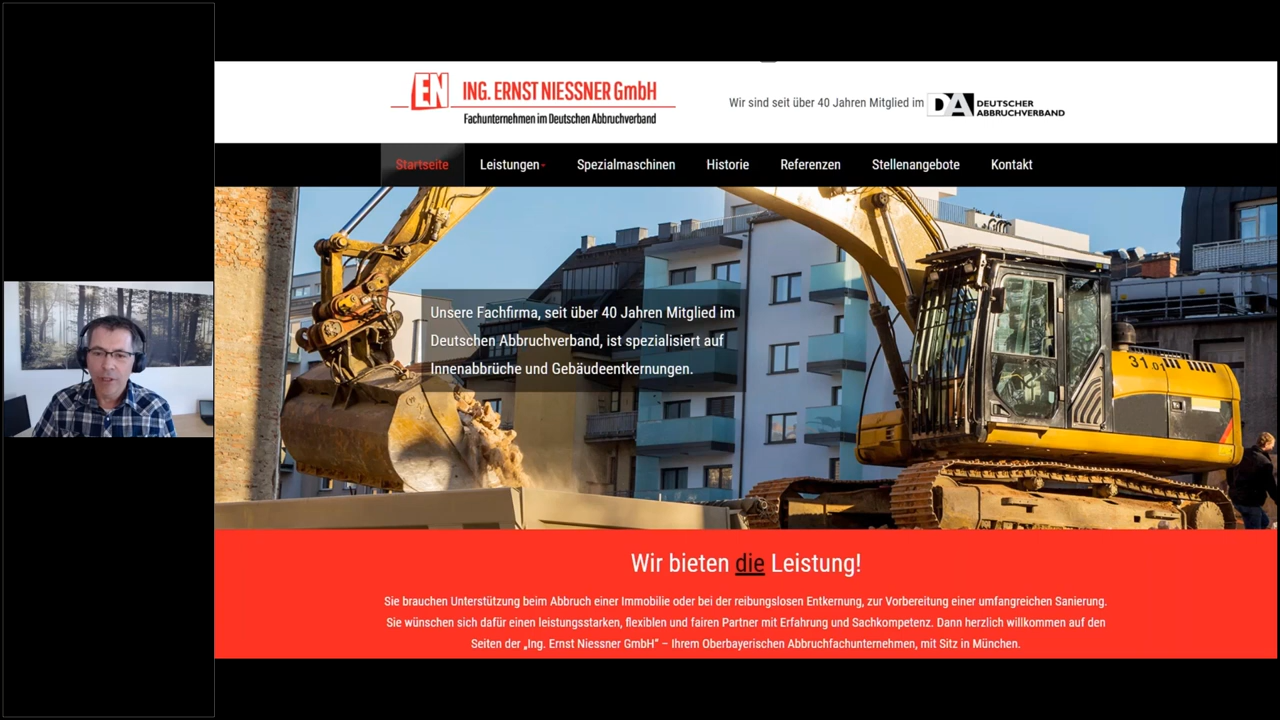 EN ING. ERNST NIESSNER GmbH
Fachunternehmen im Deutschen Abbruchverband
Wir sind seit über 40 Jahren Mitglied im DA DEUTSCHER
ABBRUCHVERBAND
Startseite Leistungen Spezialmaschinen Historie Referenzen Stellenangebote Kontakt
Unsere Fachfirma, seit über 40 Jahren Mitglied im
Deutschen Abbruchverband, ist spezialisiert auf
Innenabbrüche und Gebäudeentkernungen.
31.01
Wir bieten die Leistung!
Sie brauchen Unterstützung beim Abbruch einer Immobilie oder bei der reibungslosen Entkernung, zur Vorbereitung einer umfangreichen Sanierung.
Sie wünschen sich dafür einen leistungsstarken, flexiblen und fairen Partner mit Erfahrung und Sachkompetenz. Dann herzlich willkommen auf den
Seiten der „Ing. Ernst Niessner GmbH“ – Ihrem Oberbayerischen Abbruchfachunternehmen, mit Sitz in München.